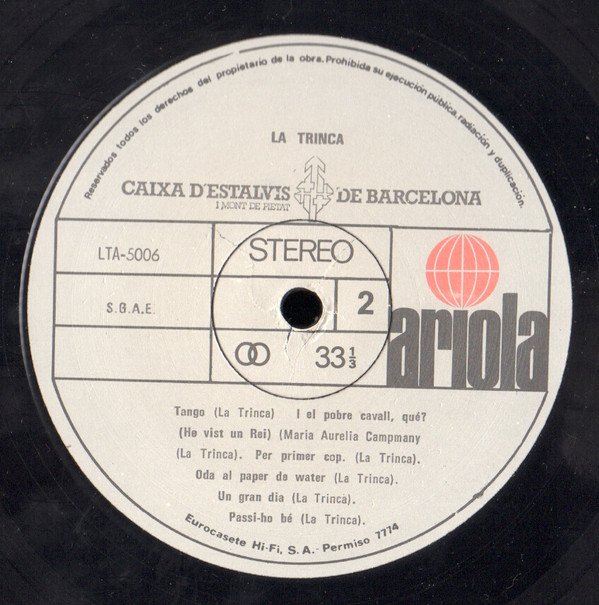 Reservados todos los derechos del propietario de la obra. Prohibida su ejecución pública, radiación y duplicación.
LA TRINCA
CAIXA D'ESTALVIS DE BARCELONA
I MONT DE PIETAT
LTA-5006
STEREO
S.G.A.E.
2
33 1/3
ariola
Tango (La Trinca) I el pobre cavall, qué?
(He vist un Rei) (Maria Aurelia Campmany
(La Trinca). Per primer cop. (La Trinca).
Oda al paper de water (La Trinca).
Un gran dia (La Trinca).
Passi-ho bé (La Trinca).
Eurocasete Hi-Fi, S.A.- Permiso 7774